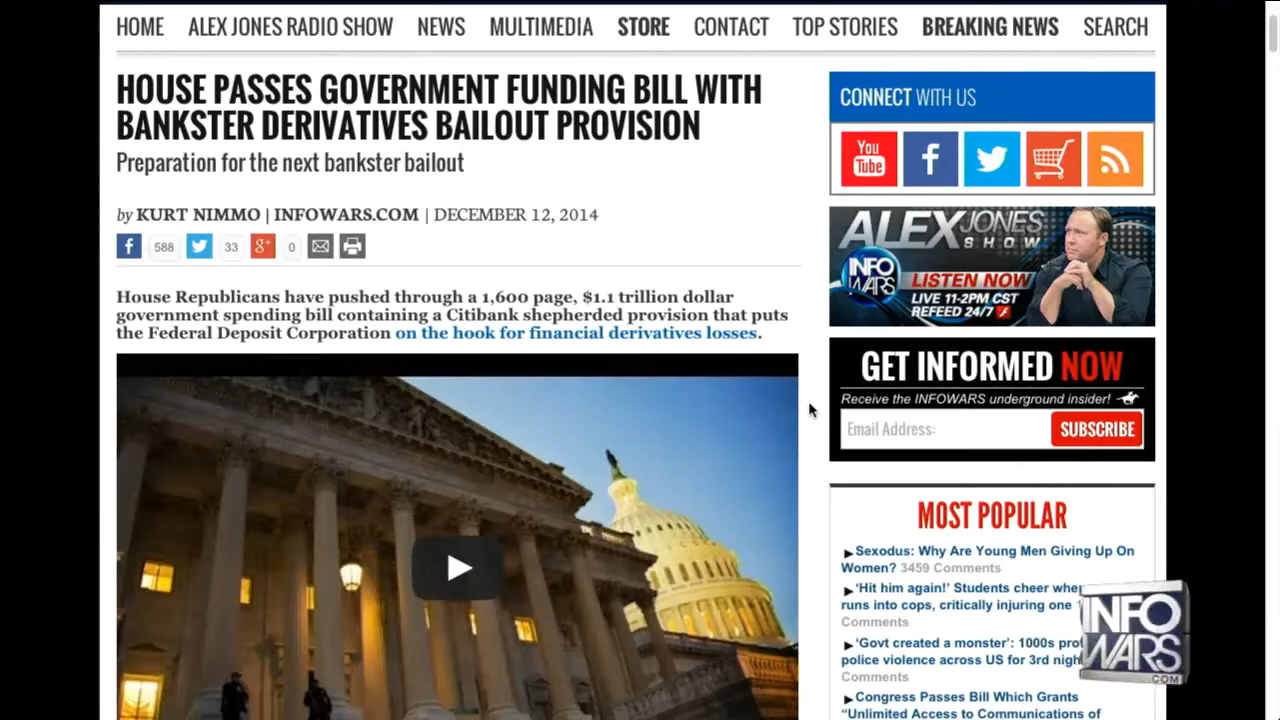 HOME ALEX JONES RADIO SHOW NEWS MULTIMEDIA STORE CONTACT TOP STORIES BREAKING NEWS SEARCH
HOUSE PASSES GOVERNMENT FUNDING BILL WITH
BANKSTER DERIVATIVES BAILOUT PROVISION
Preparation for the next bankster bailout
by KURT NIMMO | INFOWARS.COM | DECEMBER 12, 2014
f 588 33 g+ 0
House Republicans have pushed through a 1,600 page, $1.1 trillion dollar
government spending bill containing a Citibank shepherded provision that puts
the Federal Deposit Corporation on the hook for financial derivatives losses.
CONNECT WITH US
You
Tube
f
ALEX JONES
SHOW
INFO
WARS
LISTEN NOW
LIVE 11-2PM CST
REFEED 24/7
GET INFORMED NOW
Receive the INFOWARS underground insider!
Email Address:
SUBSCRIBE
MOST POPULAR
Sexodus: Why Are Young Men Giving Up On
Women? 3459 Comments
'Hit him again!' Students cheer
runs into cops, critically injuring one
Comments
'Govt created a monster': 1000s
police violence across US for 3rd
Comments
Congress Passes Bill Which Grants
"Unlimited Access to Communications of
INFO
WARS
.COM